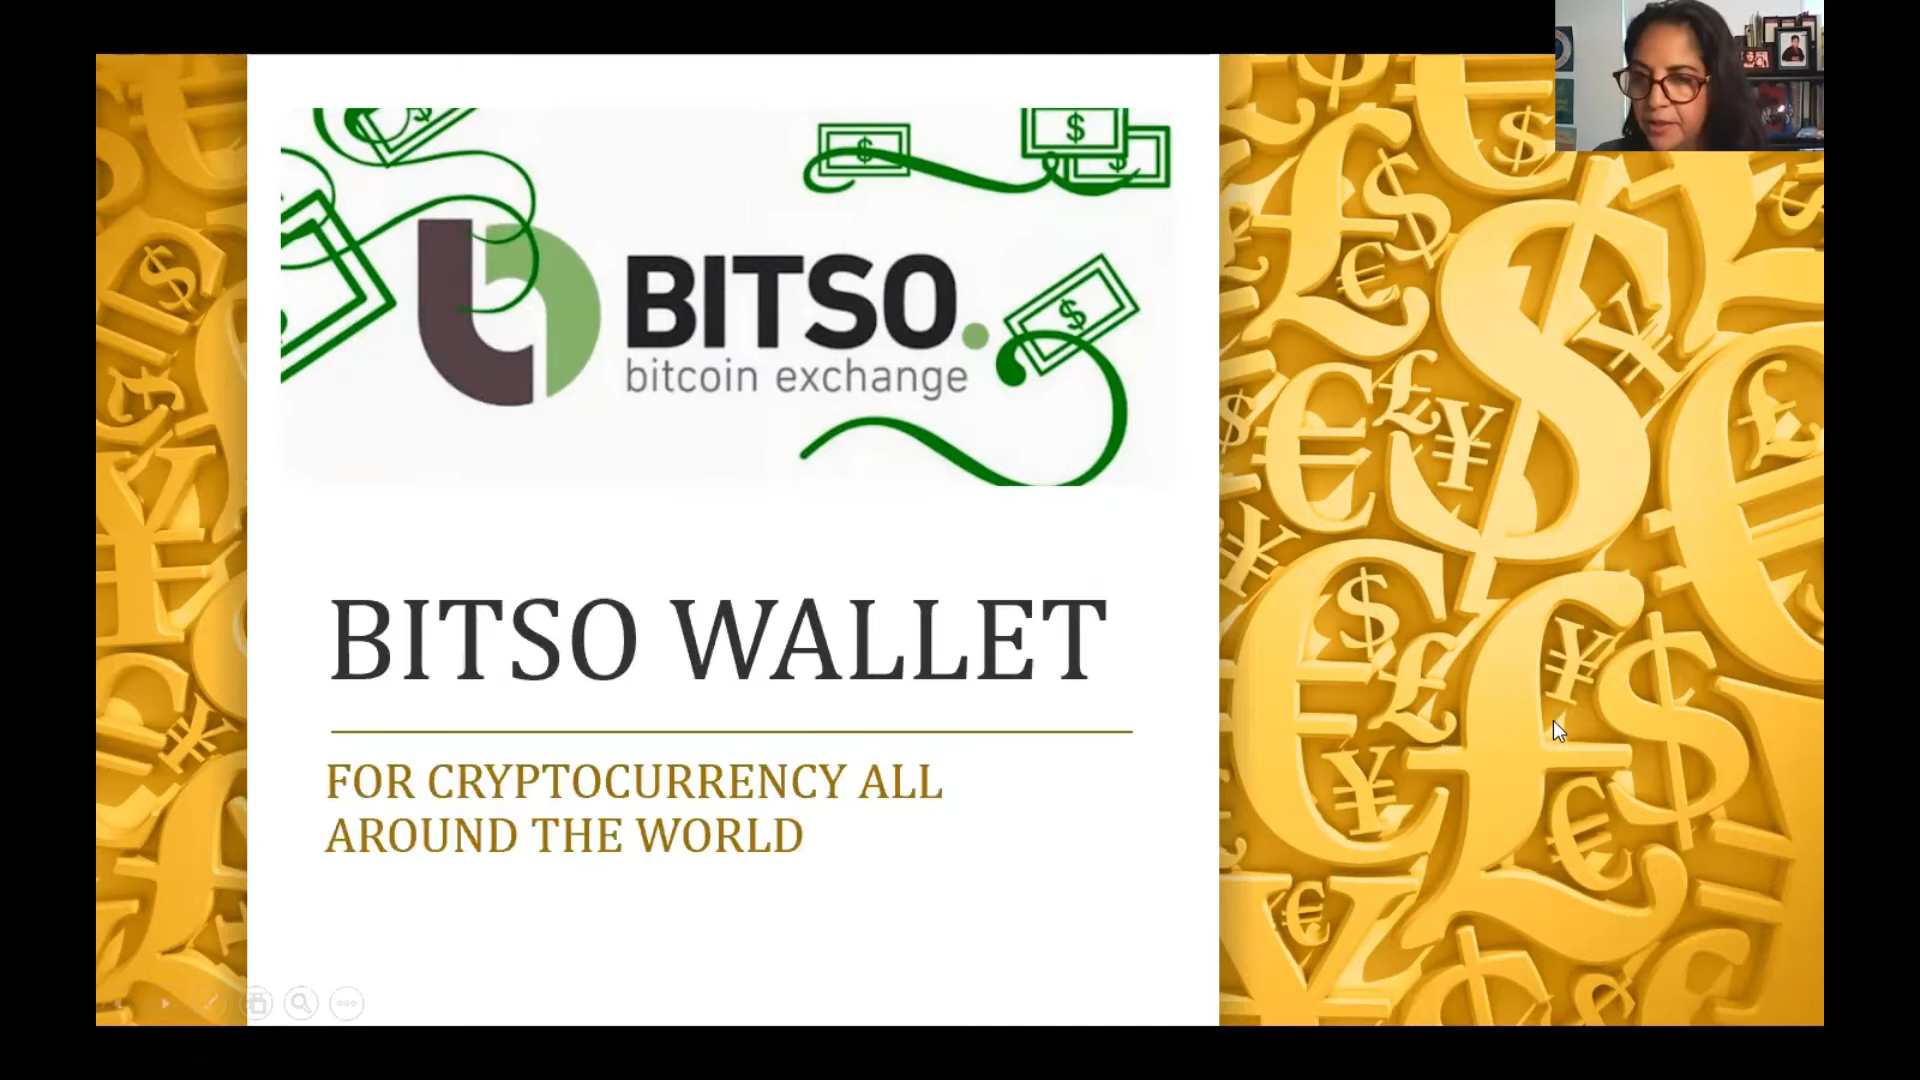 BITSO.
bitcoin exchange
BITSO WALLET
FOR CRYPTOCURRENCY ALL
AROUND THE WORLD